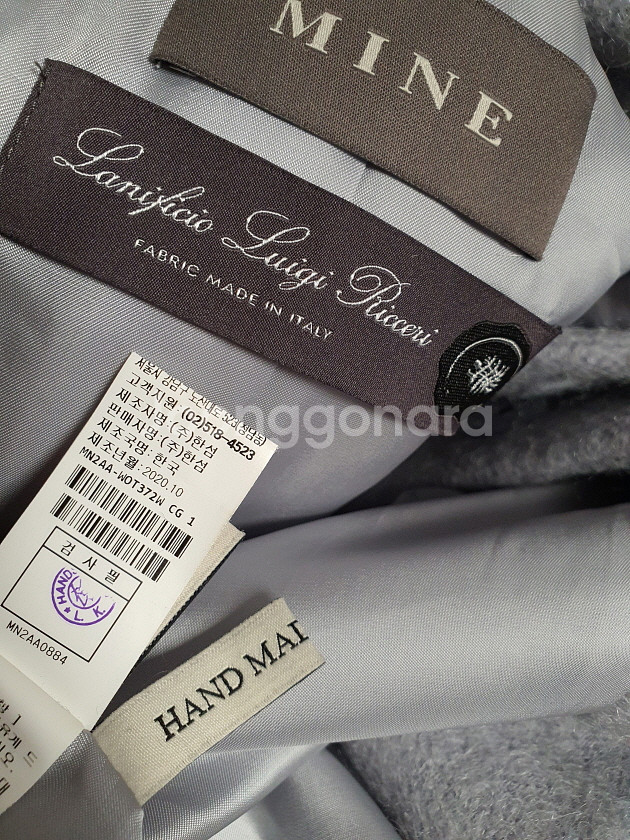 MINE
Lanificio Luigi Ricceri
FABRIC MADE IN ITALY
고객지원: (02)518-4523
제조자명: (주)한섬
판매자명: (주)한섬
제조국명: 한국
제조년월: 2020.10
MN2AA-WOT372W CG 1
검 사 필
HAND
L.K.
MN2AA0884
HAND MAD